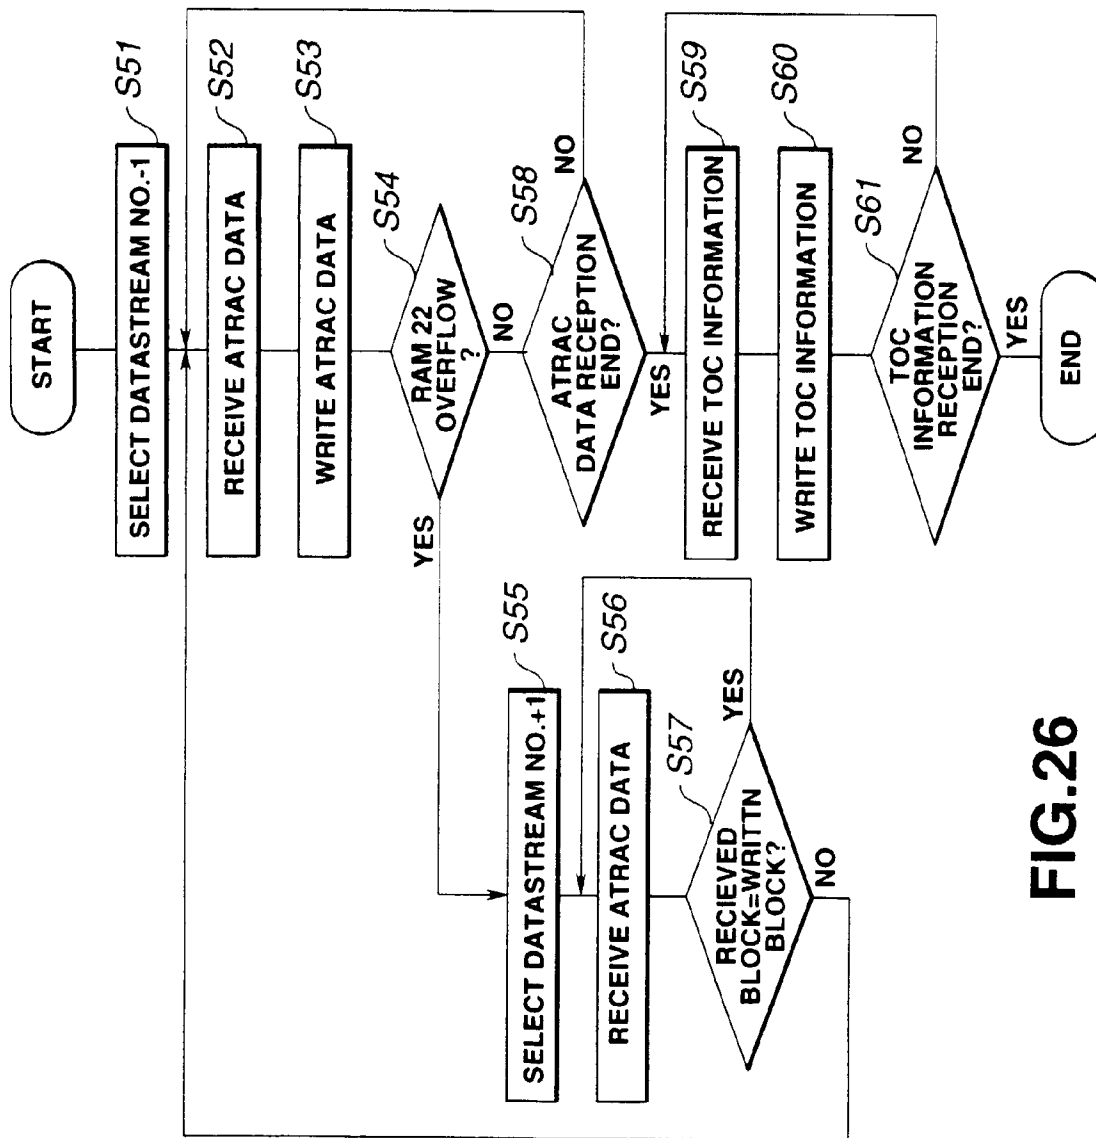 START
SELECT DATASTREAM NO.-1
S51
RECEIVE ATRAC DATA
S52
WRITE ATRAC DATA
S53
RAM 22
OVERFLOW
?
S54
YES
NO
SELECT DATASTREAM NO.+1
S55
RECEIVE ATRAC DATA
S56
RECIEVED
BLOCK=WRITTN
BLOCK?
S57
YES
NO
ATRAC
DATA RECEPTION
END?
S58
NO
YES
RECEIVE TOC INFORMATION
S59
WRITE TOC INFORMATION
S60
TOC
INFORMATION
RECEPTION
END?
S61
NO
YES
END
FIG.26